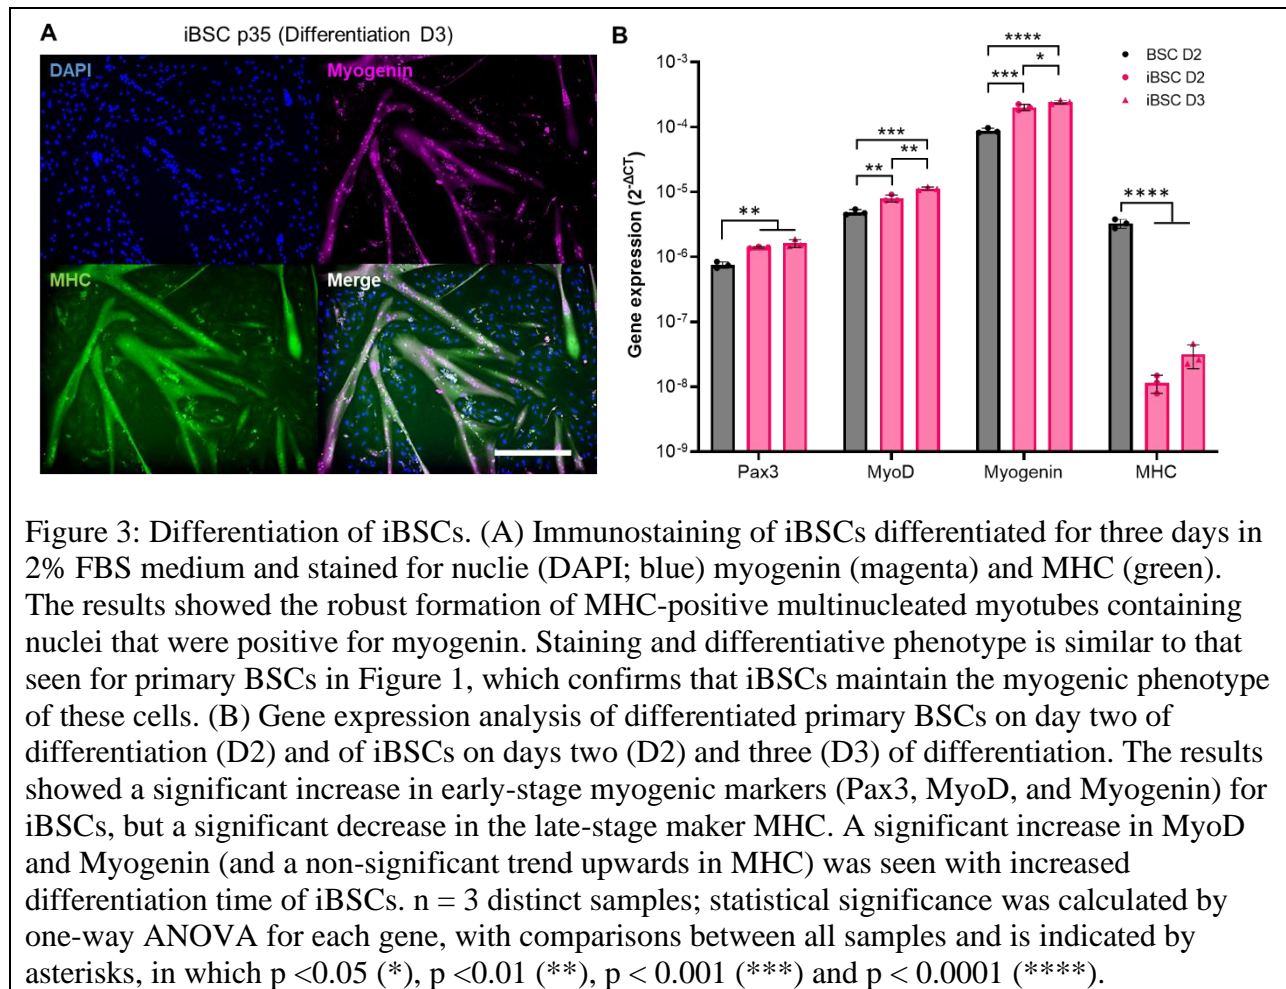 A
iBSC p35 (Differentiation D3)
DAPI
Myogenin
MHC
Merge
B
Gene expression (2^-ΔCT)
10^-3
10^-4
10^-5
10^-6
10^-7
10^-8
10^-9
**
**
***
**
***
****
*
****
BSC D2
iBSC D2
iBSC D3
Pax3
MyoD
Myogenin
MHC
Figure 3: Differentiation of iBSCs. (A) Immunostaining of iBSCs differentiated for three days in
2% FBS medium and stained for nuclie (DAPI; blue) myogenin (magenta) and MHC (green).
The results showed the robust formation of MHC-positive multinucleated myotubes containing
nuclei that were positive for myogenin. Staining and differentiative phenotype is similar to that
seen for primary BSCs in Figure 1, which confirms that iBSCs maintain the myogenic phenotype
of these cells. (B) Gene expression analysis of differentiated primary BSCs on day two of
differentiation (D2) and of iBSCs on days two (D2) and three (D3) of differentiation. The results
showed a significant increase in early-stage myogenic markers (Pax3, MyoD, and Myogenin) for
iBSCs, but a significant decrease in the late-stage maker MHC. A significant increase in MyoD
and Myogenin (and a non-significant trend upwards in MHC) was seen with increased
differentiation time of iBSCs. n = 3 distinct samples; statistical significance was calculated by
one-way ANOVA for each gene, with comparisons between all samples and is indicated by
asterisks, in which p <0.05 (*), p <0.01 (**), p < 0.001 (***) and p < 0.0001 (****).